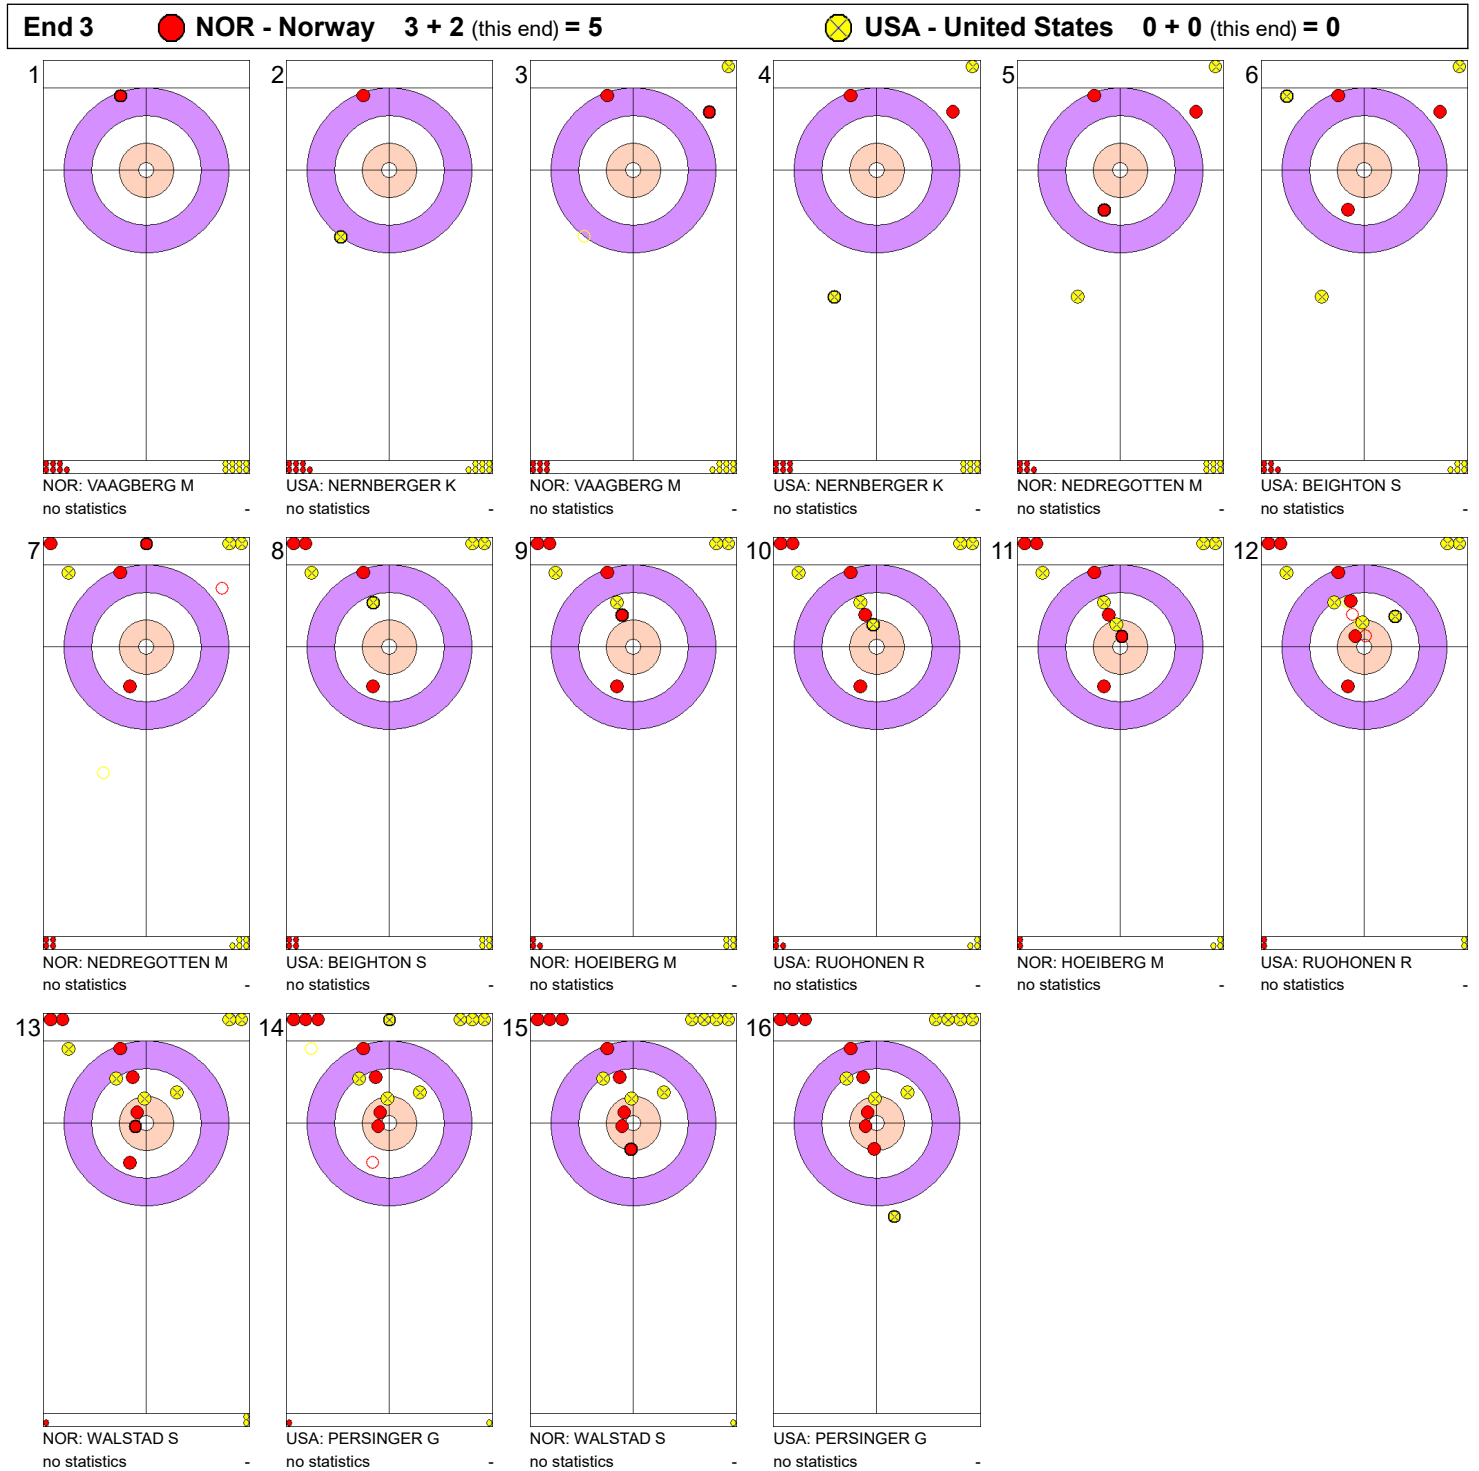 End 3 NOR - Norway 3 + 2 (this end) = 5 USA - United States 0 + 0 (this end) = 0
1 2 3 4 5 6
NOR: VAAGBERG M USA: NERNBERGER K NOR: VAAGBERG M USA: NERNBERGER K NOR: NEDREGOTTEN M USA: BEIGHTON S
no statistics - no statistics - no statistics - no statistics - no statistics - no statistics -
7 8 9 10 11 12
NOR: NEDREGOTTEN M USA: BEIGHTON S NOR: HOEIBERG M USA: RUOHONEN R NOR: HOEIBERG M USA: RUOHONEN R
no statistics - no statistics - no statistics - no statistics - no statistics - no statistics -
13 14 15 16
NOR: WALSTAD S USA: PERSINGER G NOR: WALSTAD S USA: PERSINGER G
no statistics - no statistics - no statistics - no statistics -